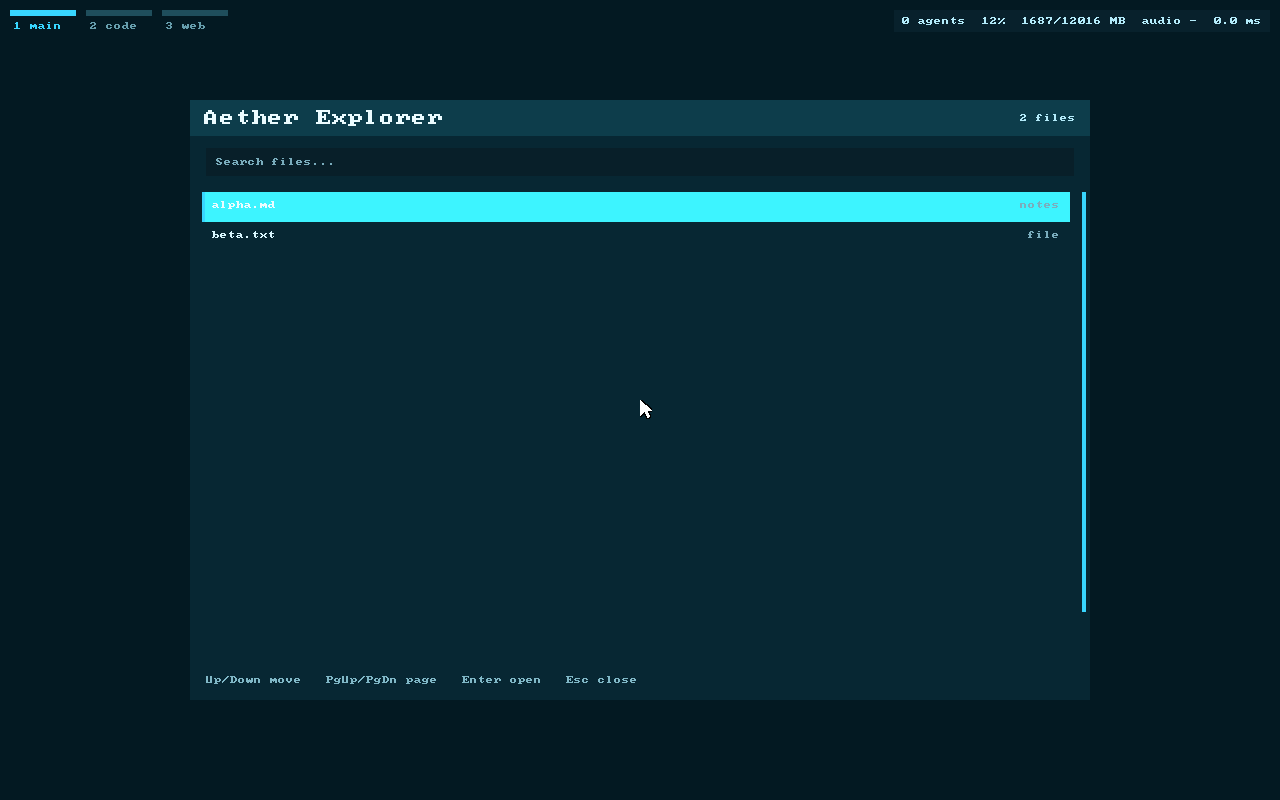 1 main 2 code 3 web
0 agents 12% 1687/12016 MB audio - 0.0 ms
Aether Explorer
2 files
Search files...
alpha.md notes
beta.txt file
Up/Down move PgUp/PgDn page Enter open Esc close